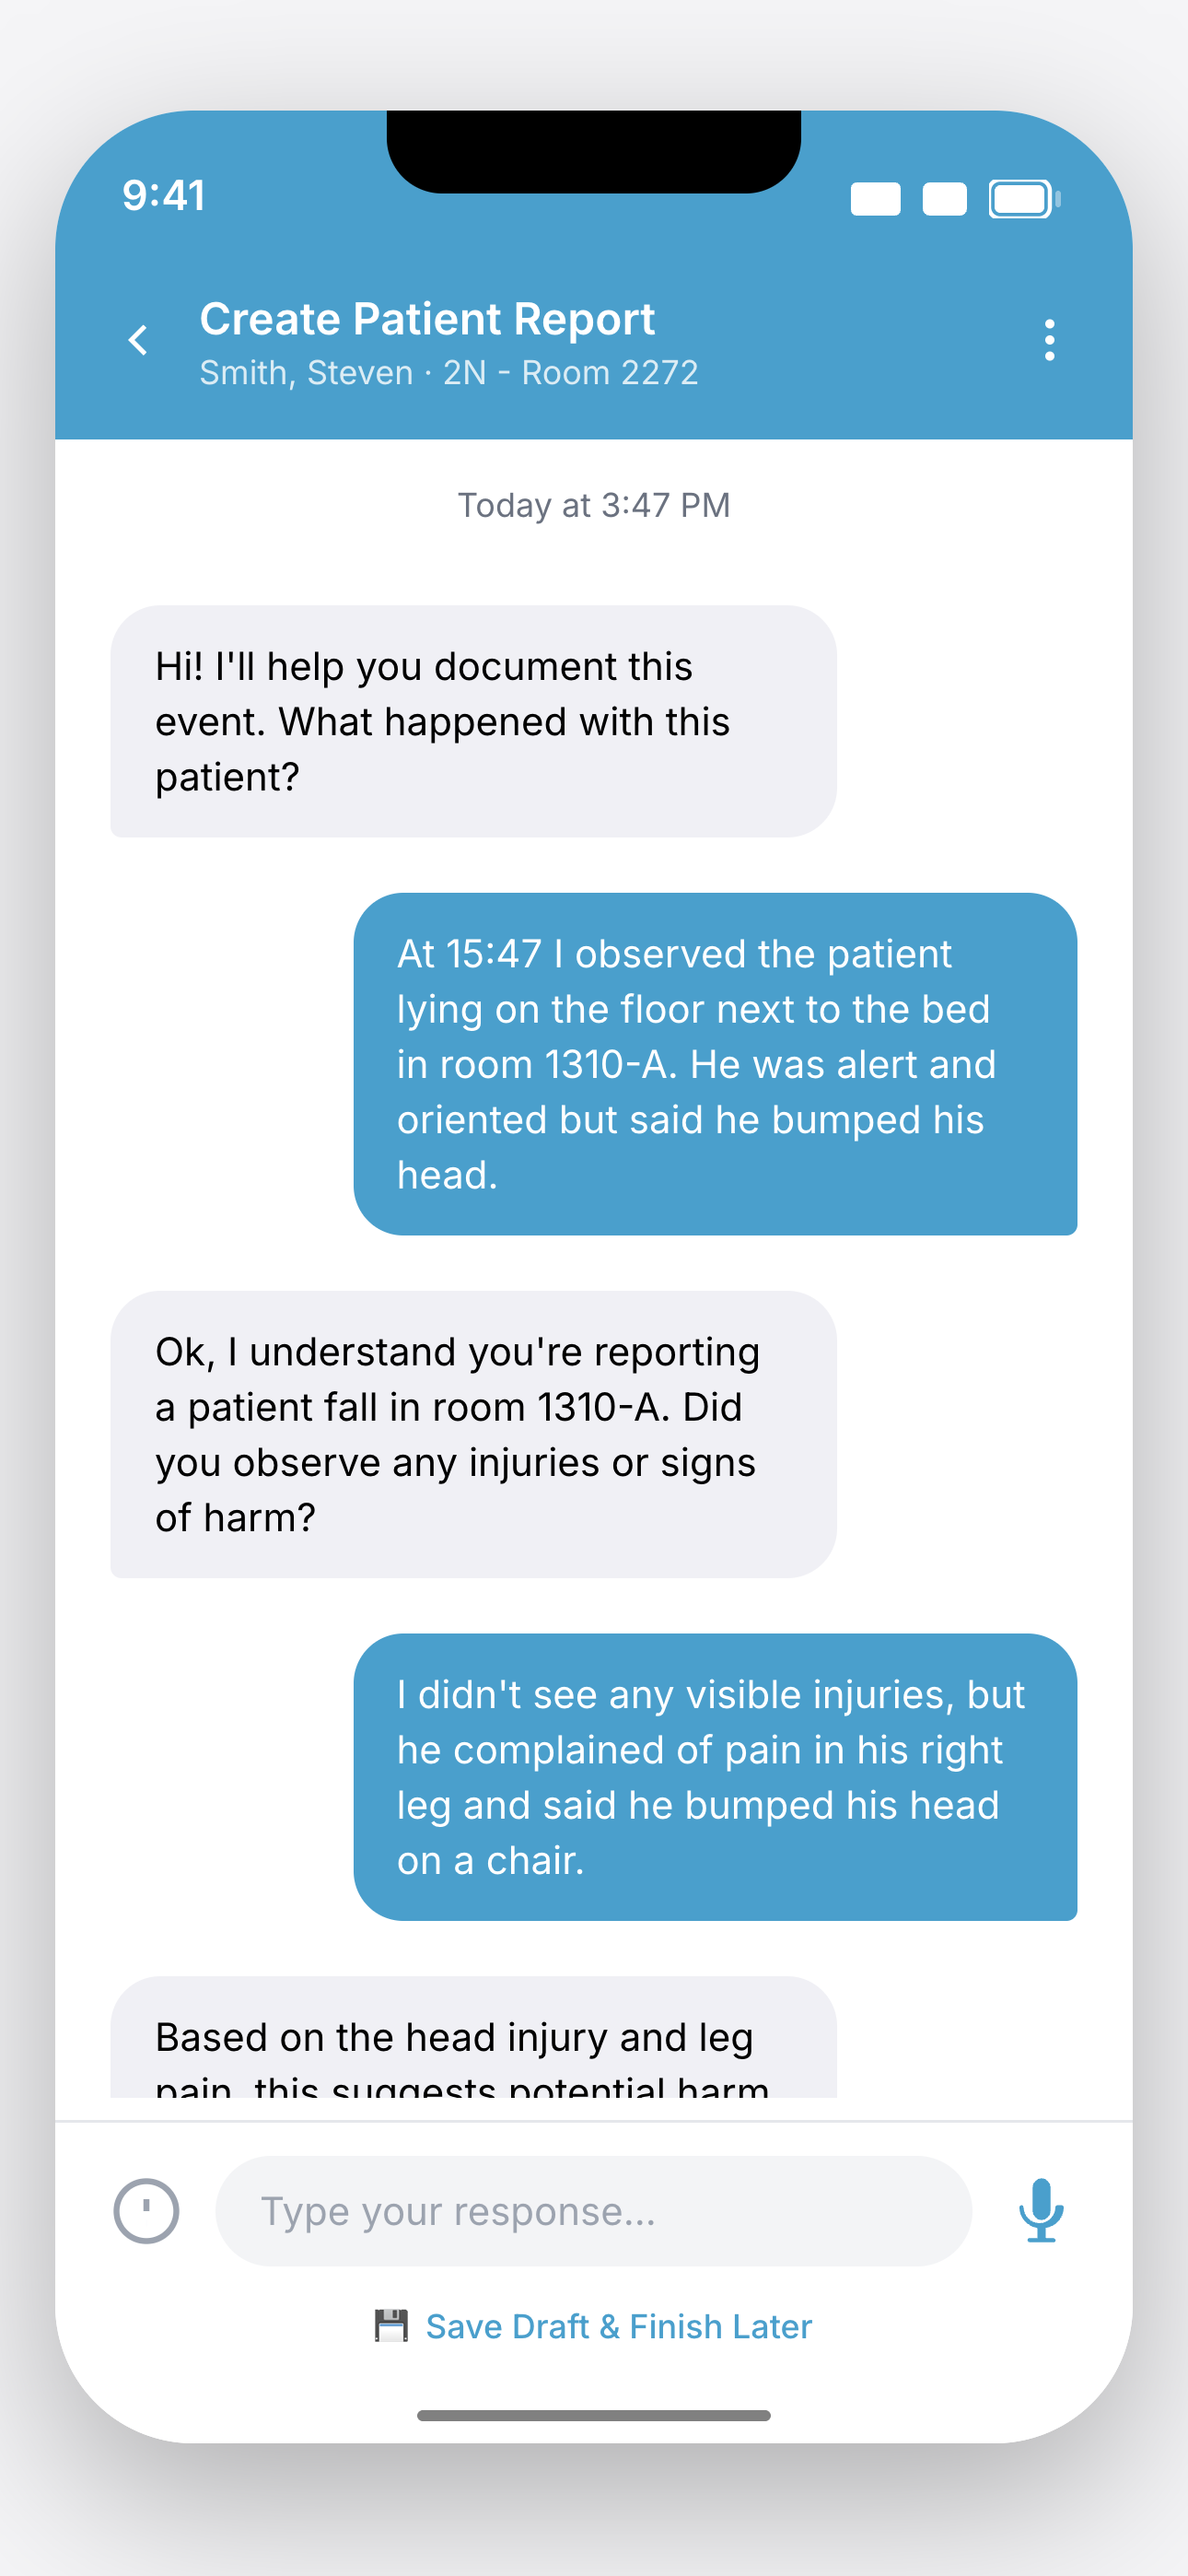 9:41
Create Patient Report
Smith, Steven · 2N - Room 2272
Today at 3:47 PM
Hi! I'll help you document this
event. What happened with this
patient?
At 15:47 I observed the patient
lying on the floor next to the bed
in room 1310-A. He was alert and
oriented but said he bumped his
head.
Ok, I understand you're reporting
a patient fall in room 1310-A. Did
you observe any injuries or signs
of harm?
I didn't see any visible injuries, but
he complained of pain in his right
leg and said he bumped his head
on a chair.
Based on the head injury and leg
pain, this suggests potential harm
Type your response...
Save Draft & Finish Later